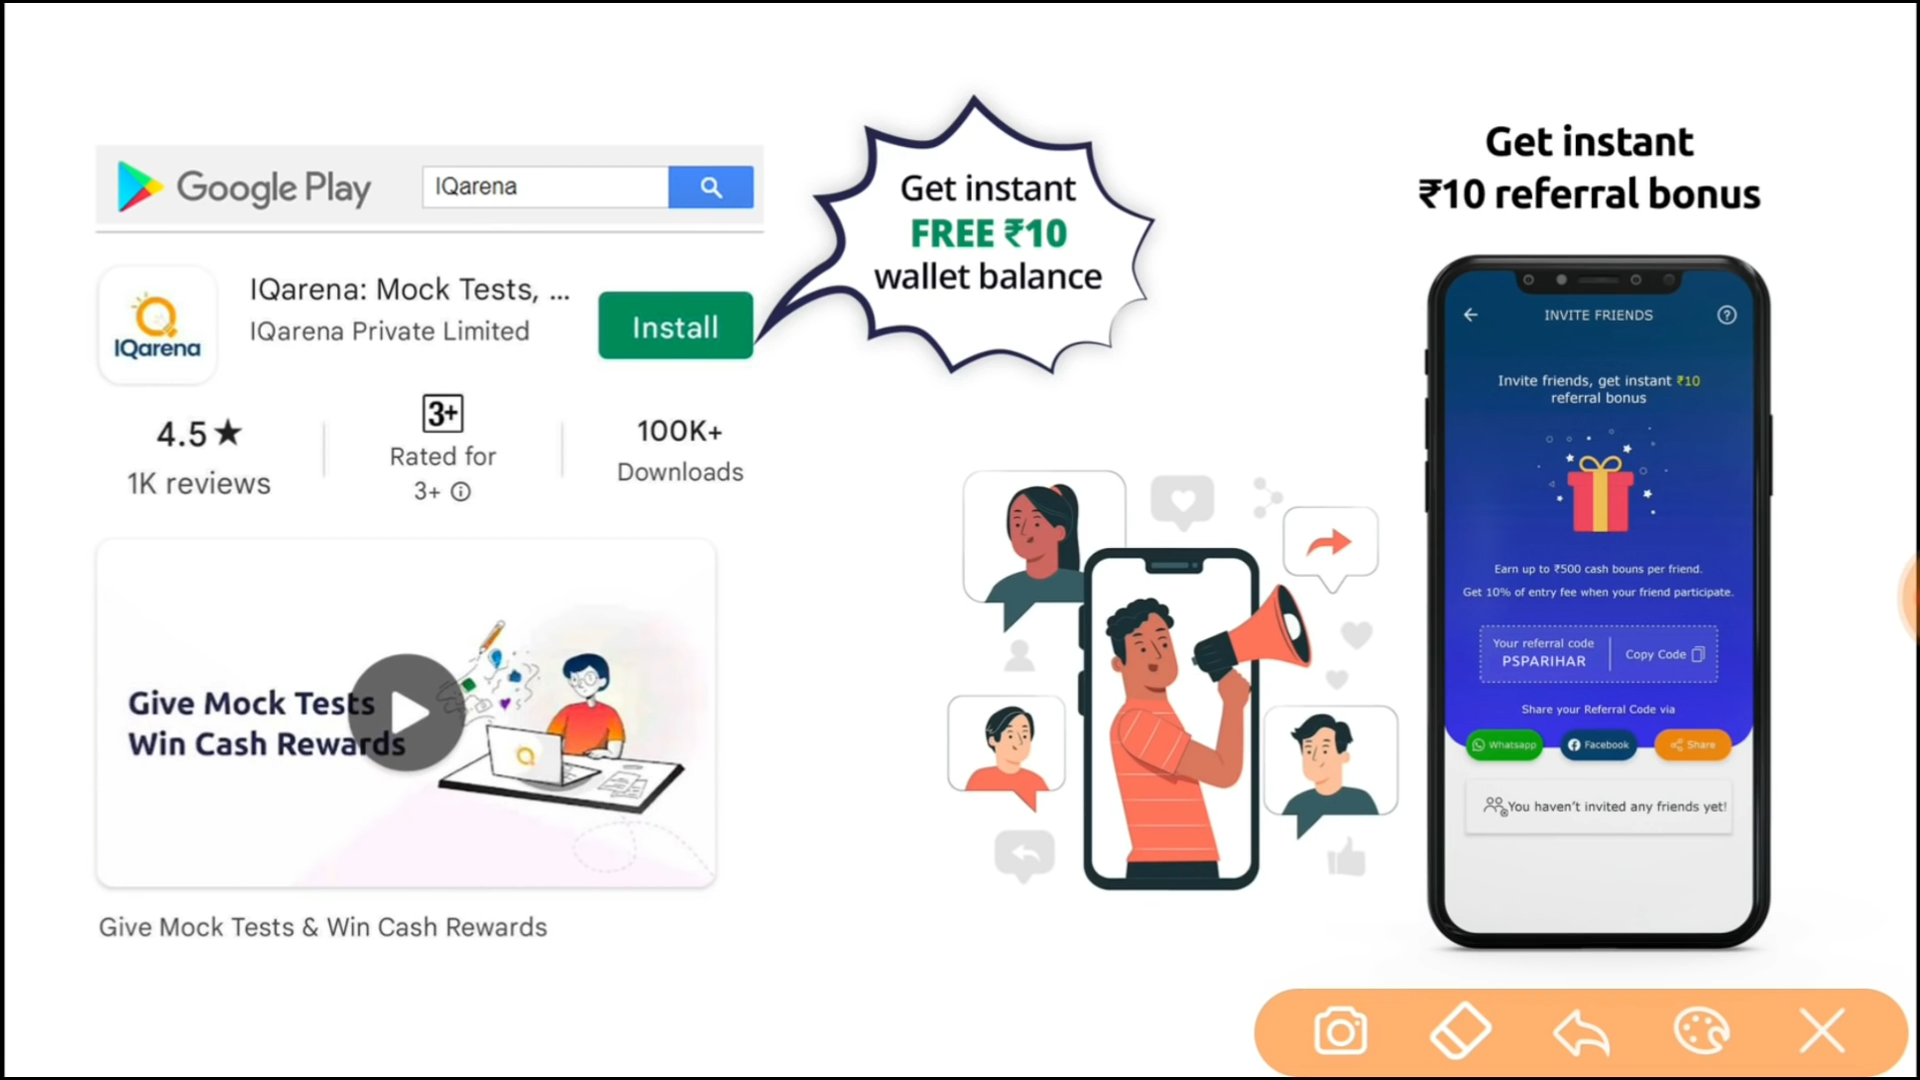 Google Play
IQarena
IQarena: Mock Tests, ...
IQarena Private Limited
IQarena
Install
4.5★
1K reviews
3+
Rated for
3+
100K+
Downloads
Give Mock Tests
Win Cash Rewards
Give Mock Tests & Win Cash Rewards
Get instant
FREE ₹10
wallet balance
Get instant
₹10 referral bonus
INVITE FRIENDS
?
Invite friends, get instant ₹10
referral bonus
Earn up to ₹500 cash bouns per friend.
Get 10% of entry fee when your friend participate.
Your referral code
PSPARIHAR
Copy Code
Share your Referral Code via
Whatsapp
Facebook
Share
You haven't invited any friends yet!